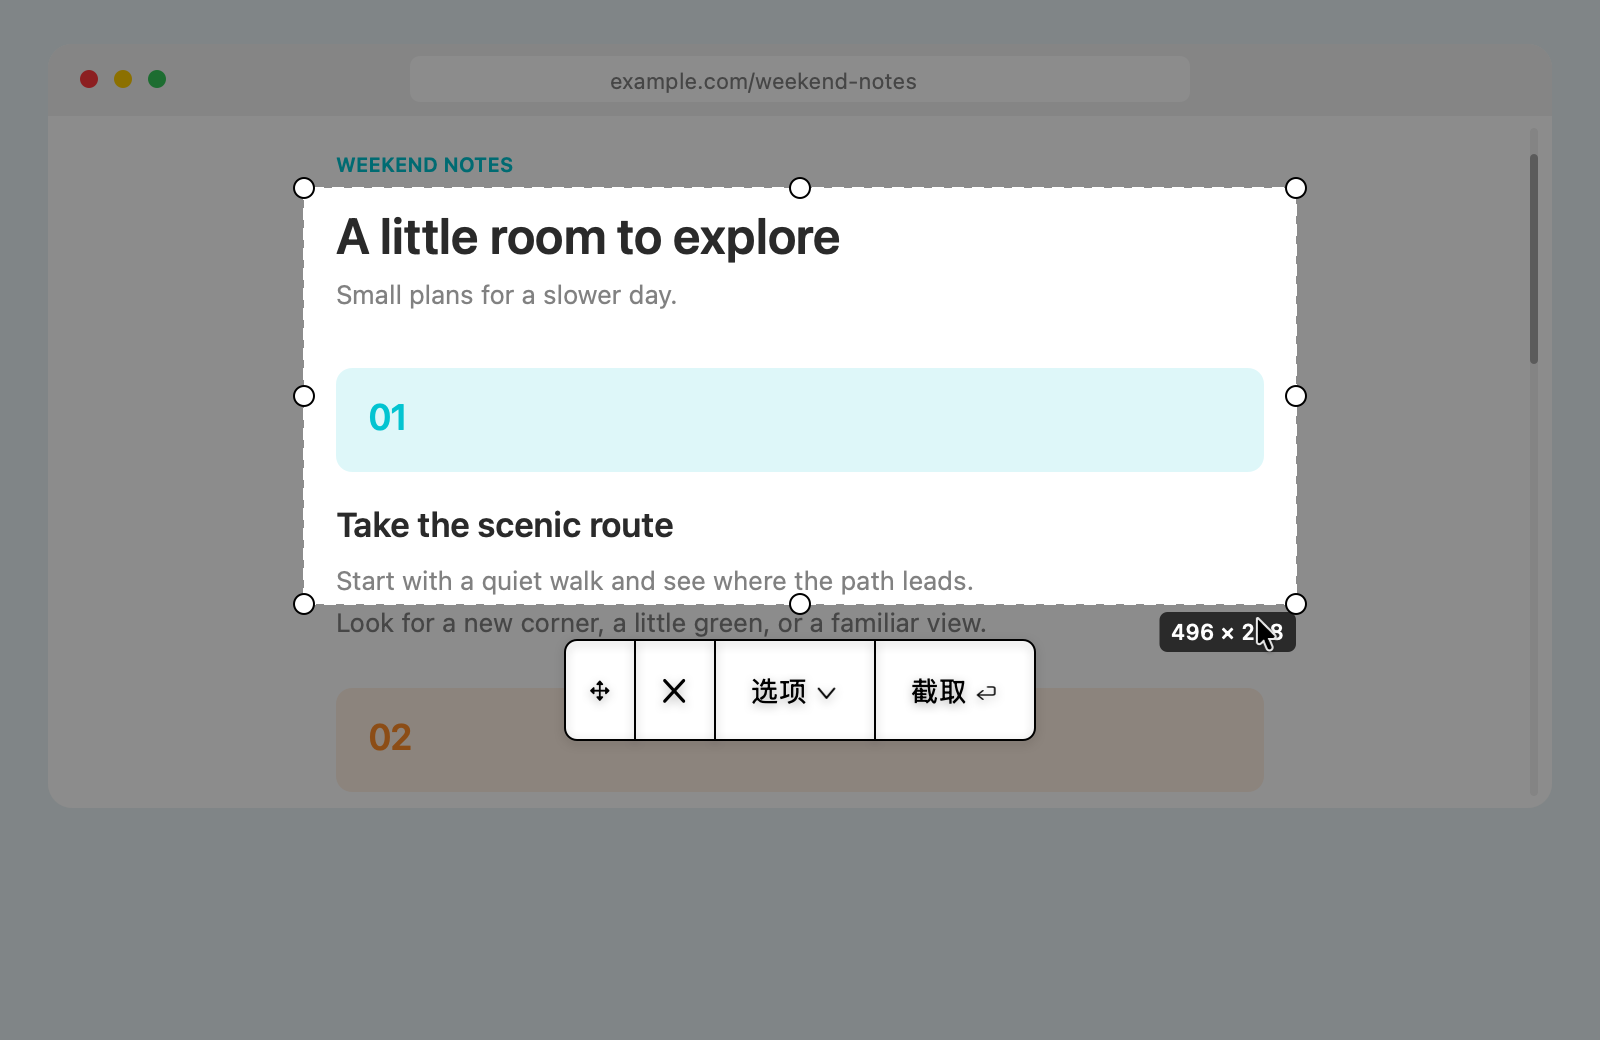 example.com/weekend-notes
WEEKEND NOTES
A little room to explore
Small plans for a slower day.
01
Take the scenic route
Start with a quiet walk and see where the path leads.
Look for a new corner, a little green, or a familiar view.
496 ×
选项
截取
02